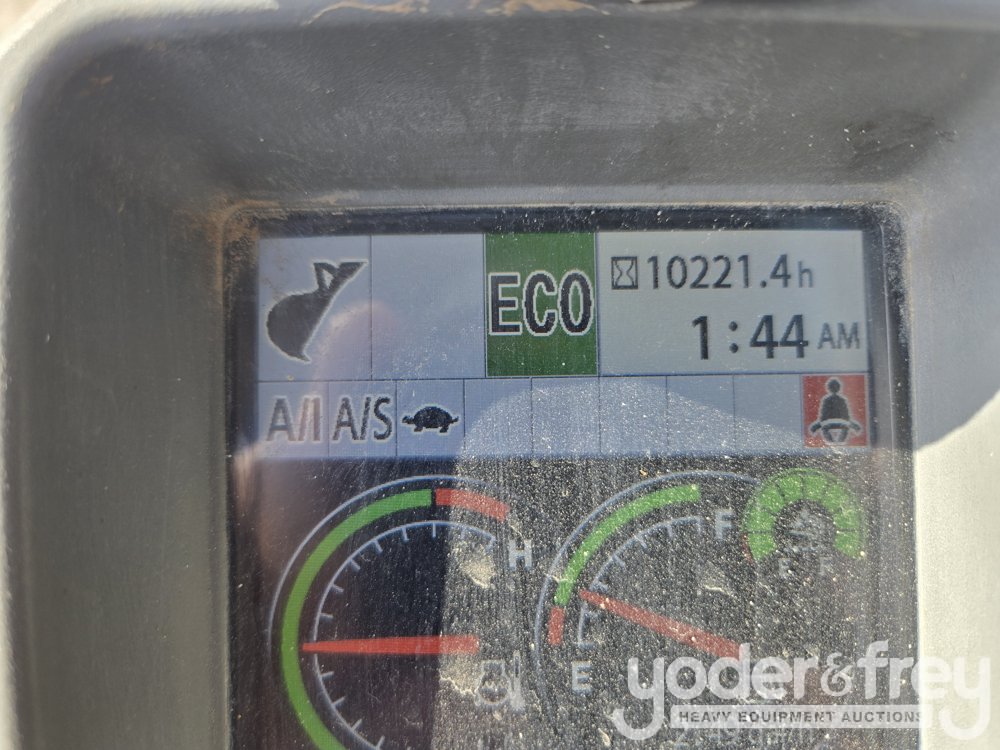 ECO
10221.4h
1:44 AM
A/I A/S
H
F
E
yoder&frey
HEAVY EQUIPMENT AUCTIONS